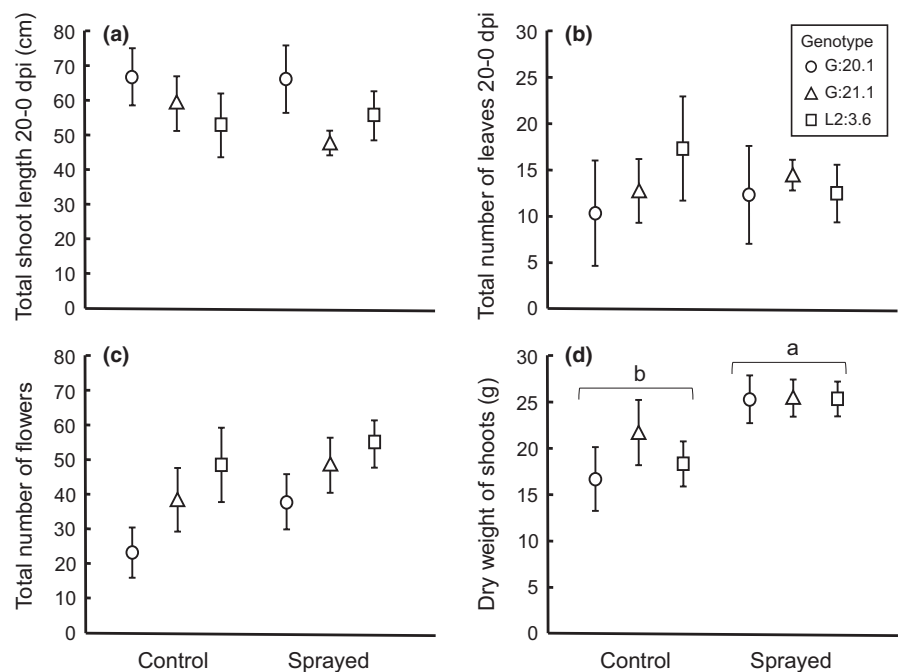 (a)
Total shoot length 20-0 dpi (cm)
80
70
60
50
40
30
20
10
0
(b)
Total number of leaves 20-0 dpi
30
25
20
15
10
5
0
Genotype
G:20.1
G:21.1
L2:3.6
(c)
Total number of flowers
80
70
60
50
40
30
20
10
0
Control
Sprayed
(d)
Dry weight of shoots (g)
30
25
20
15
10
5
0
b
a
Control
Sprayed